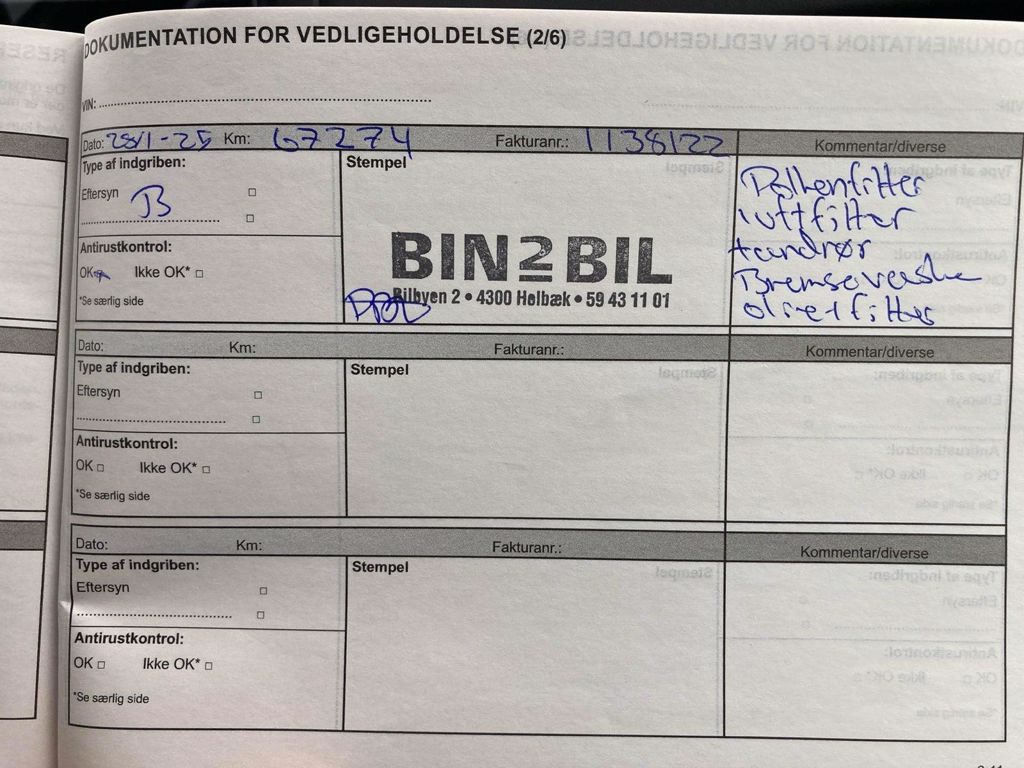 DOKUMENTATION FOR VEDLIGEHOLDELSE (2/6)
VIN:
Dato: 28/1-25 Km: 67274 Fakturanr.: 1138122 Kommentar/diverse
Type af indgriben:
Eftersyn B
Antirustkontrol:
OK Ikke OK*
*Se særlig side
Stempel
BIN2BIL
Bilbyen 2 • 4300 Holbæk • 59 43 11 01
Pollenfilter
luftfilter
tændrør
Bremsevæske
olie+filter
Dato: Km: Fakturanr.: Kommentar/diverse
Type af indgriben:
Eftersyn
Antirustkontrol:
OK Ikke OK*
*Se særlig side
Stempel
Dato: Km: Fakturanr.: Kommentar/diverse
Type af indgriben:
Eftersyn
Antirustkontrol:
OK Ikke OK*
*Se særlig side
Stempel